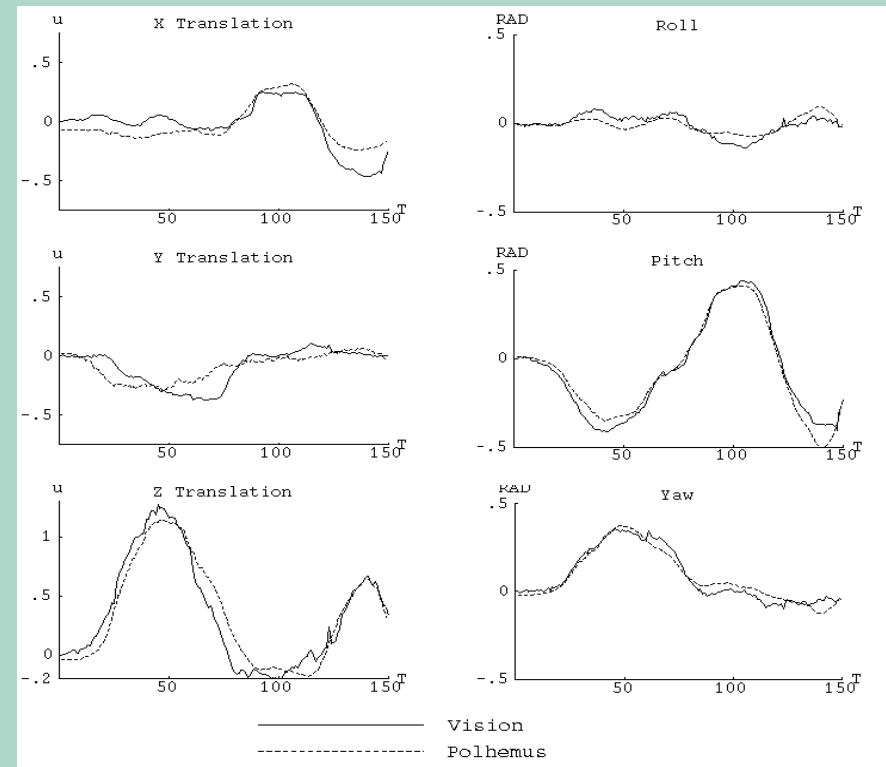 u
X Translation
.5
0
-.5
50
100
150
T
RAD
Roll
.5
0
-.5
50
100
150
T
u
Y Translation
.5
0
-.5
50
100
150
T
RAD
Pitch
.5
0
-.5
50
100
150
T
u
Z Translation
1
.5
0
-.2
50
100
150
T
RAD
Yaw
.5
0
-.5
50
100
150
T
Vision
Polhemus